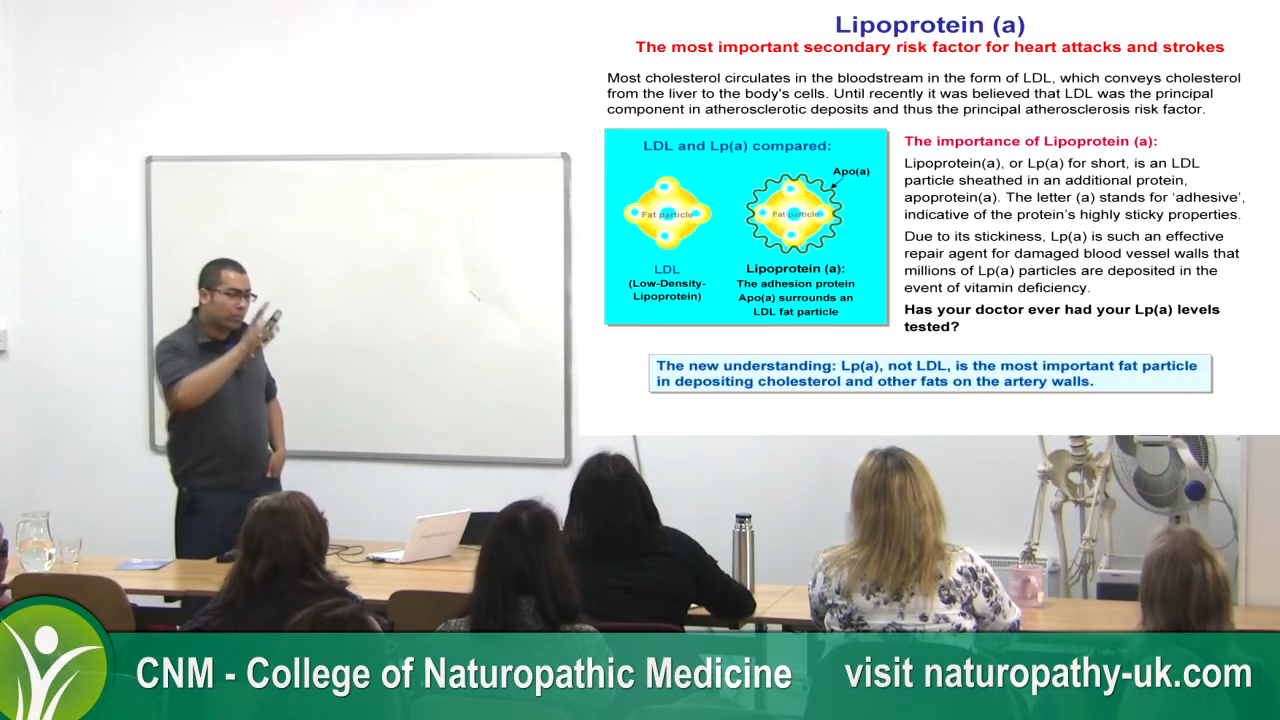 Lipoprotein (a)
The most important secondary risk factor for heart attacks and strokes
Most cholesterol circulates in the bloodstream in the form of LDL, which conveys cholesterol
from the liver to the body's cells. Until recently it was believed that LDL was the principal
component in atherosclerotic deposits and thus the principal atherosclerosis risk factor.
LDL and Lp(a) compared:
Apo(a)
Fat particle
Fat particle
LDL
(Low-Density-
Lipoprotein)
Lipoprotein (a):
The adhesion protein
Apo(a) surrounds an
LDL fat particle
The importance of Lipoprotein (a):
Lipoprotein(a), or Lp(a) for short, is an LDL
particle sheathed in an additional protein,
apoprotein(a). The letter (a) stands for ‘adhesive’,
indicative of the protein’s highly sticky properties.
Due to its stickiness, Lp(a) is such an effective
repair agent for damaged blood vessel walls that
millions of Lp(a) particles are deposited in the
event of vitamin deficiency.
Has your doctor ever had your Lp(a) levels
tested?
The new understanding: Lp(a), not LDL, is the most important fat particle
in depositing cholesterol and other fats on the artery walls.
CNM - College of Naturopathic Medicine
visit naturopathy-uk.com